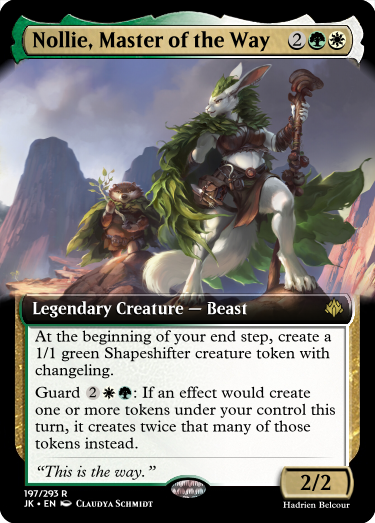 Nollie, Master of the Way 2
Legendary Creature — Beast
At the beginning of your end step, create a
1/1 green Shapeshifter creature token with
changeling.
Guard 2: If an effect would create
one or more tokens under your control this
turn, it creates twice that many of those
tokens instead.
“This is the way.”
2/2
197/293 R
JK • EN Claudya Schmidt
Hadrien Belcour